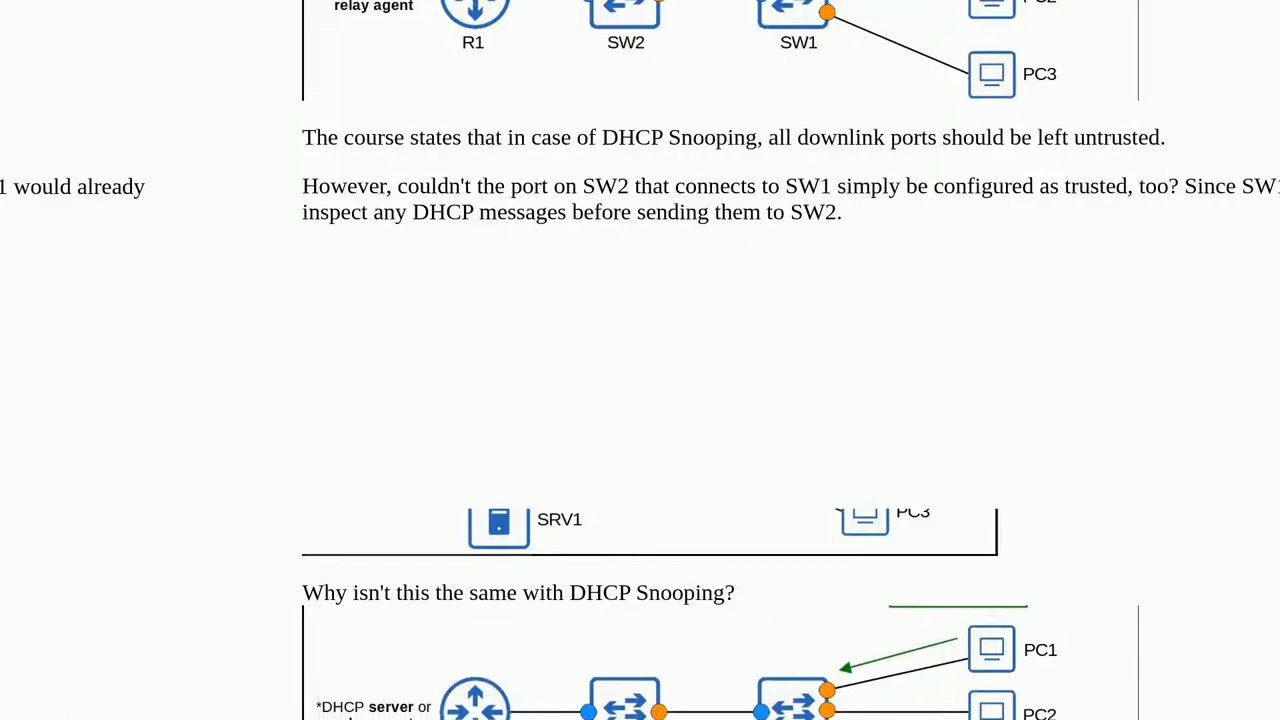 relay agent
R1
SW2
SW1
PC3
The course states that in case of DHCP Snooping, all downlink ports should be left untrusted.
1 would already
However, couldn't the port on SW2 that connects to SW1 simply be configured as trusted, too? Since SW1
inspect any DHCP messages before sending them to SW2.
SRV1
PC3
Why isn't this the same with DHCP Snooping?
PC1
*DHCP server or
PC2